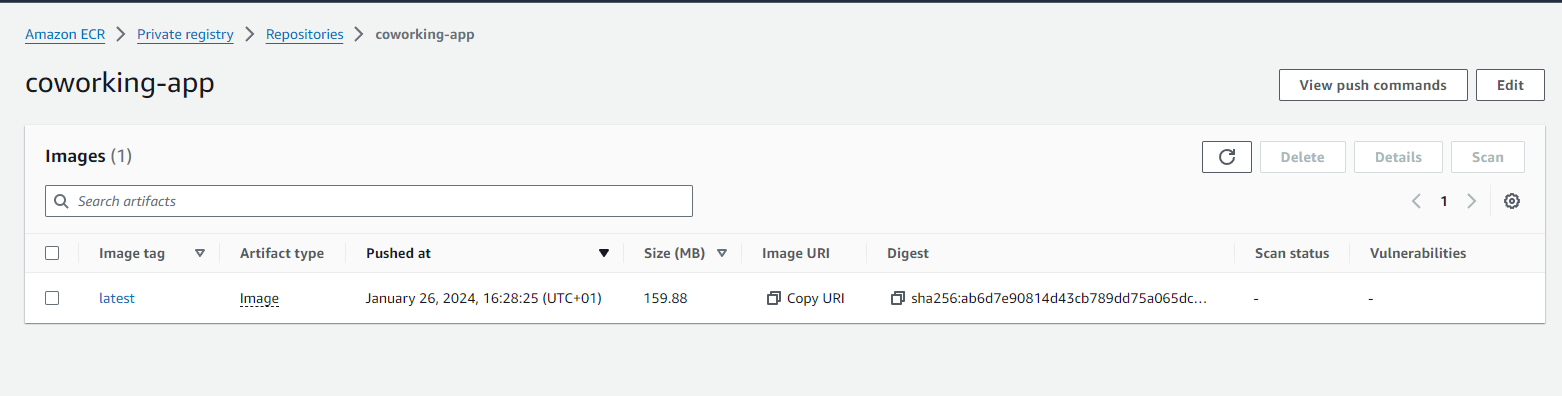 Amazon ECR > Private registry > Repositories > coworking-app
coworking-app
View push commands Edit
Images (1)
Delete Details Scan
Search artifacts
1
Image tag Artifact type Pushed at Size (MB) Image URI Digest Scan status Vulnerabilities
latest Image January 26, 2024, 16:28:25 (UTC+01) 159.88 Copy URI sha256:ab6d7e90814d43cb789dd75a065dc... - -